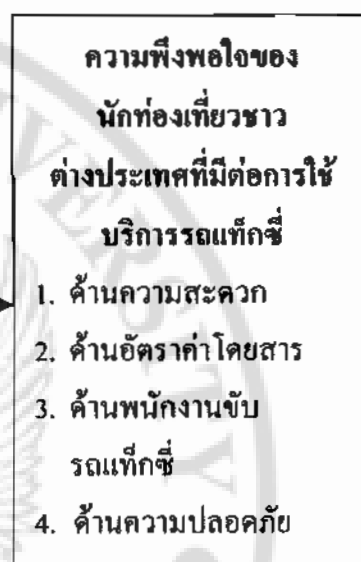 ความพึงพอใจของ
นักท่องเที่ยวชาว
ต่างประเทศที่มีต่อการใช้
บริการรถแท็กซี่
1. ด้านความสะดวก
2. ด้านอัตราค่าโดยสาร
3. ด้านพนักงานขับ
รถแท็กซี่
4. ด้านความปลอดภัย